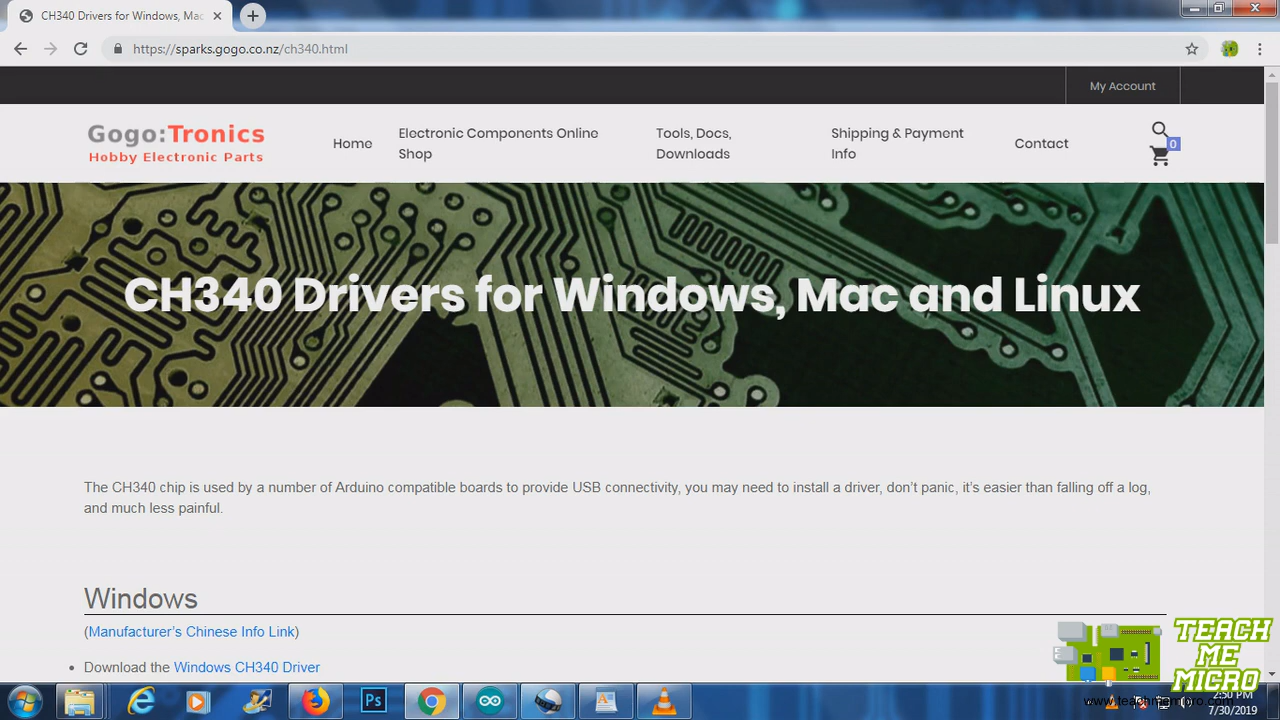 CH340 Drivers for Windows, Mac
https://sparks.gogo.co.nz/ch340.html
My Account
Gogo:Tronics
Hobby Electronic Parts
Home
Electronic Components Online
Shop
Tools, Docs,
Downloads
Shipping & Payment
Info
Contact
0
CH340 Drivers for Windows, Mac and Linux
The CH340 chip is used by a number of Arduino compatible boards to provide USB connectivity, you may need to install a driver, don’t panic, it’s easier than falling off a log,
and much less painful.
Windows
(Manufacturer’s Chinese Info Link)
Download the Windows CH340 Driver
TEACH
ME
MICRO
Ps
2:50 PM
7/30/2019